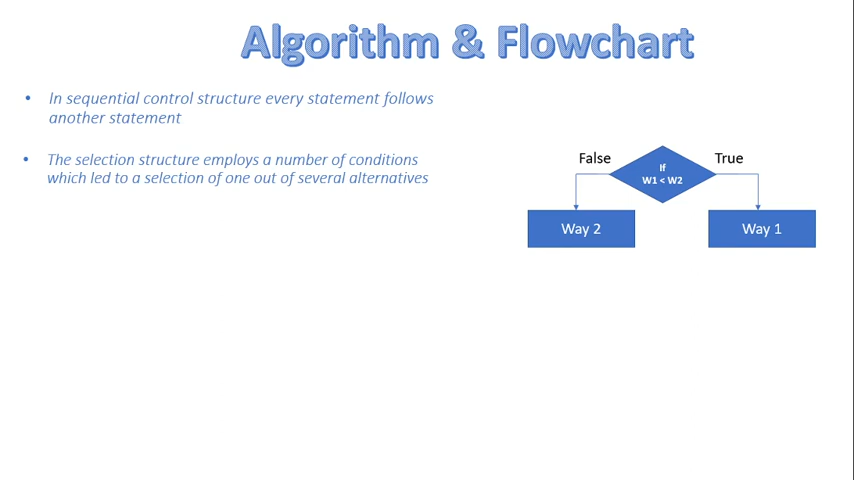 Algorithm & Flowchart
• In sequential control structure every statement follows
another statement
• The selection structure employs a number of conditions
which led to a selection of one out of several alternatives
False
If
W1 < W2
True
Way 2
Way 1